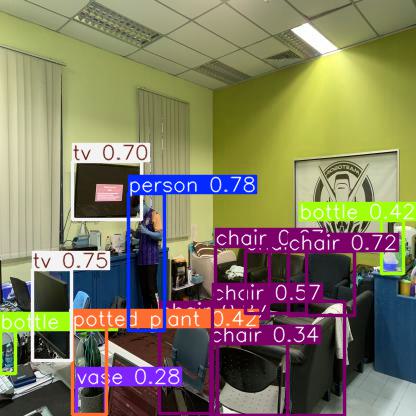 tv 0.70
person 0.78
bottle 0.42
chair
chair 0.72
tv 0.75
chair 0.57
bottle
potted plant 0.42
chair 0.34
vase 0.28